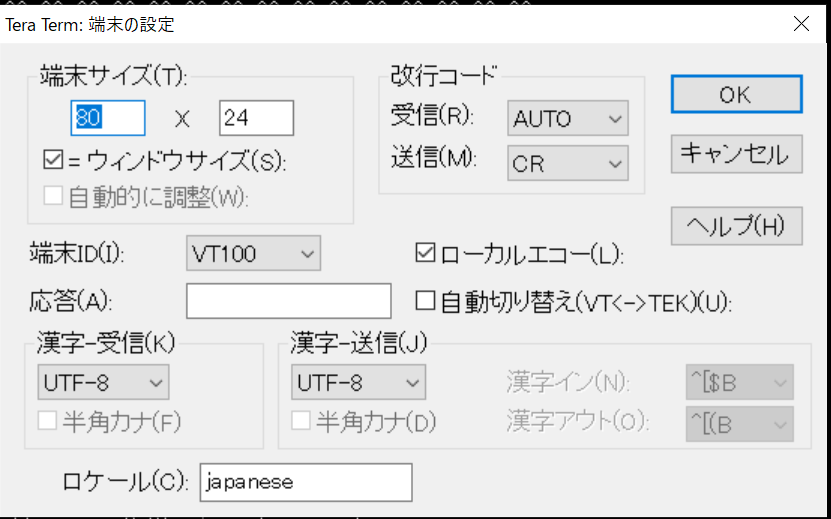 Tera Term: 端末の設定
端末サイズ(T):
80 X 24
= ウィンドウサイズ(S):
自動的に調整(W):
改行コード
受信(R): AUTO
送信(M): CR
OK
キャンセル
ヘルプ(H)
端末ID(I): VT100
ローカルエコー(L):
応答(A):
自動切り替え(VT<->TEK)(U):
漢字-受信(K)
UTF-8
半角カナ(F)
漢字-送信(J)
UTF-8
半角カナ(D)
漢字イン(N): ^[$B
漢字アウト(O): ^[(B
ロケール(C): japanese